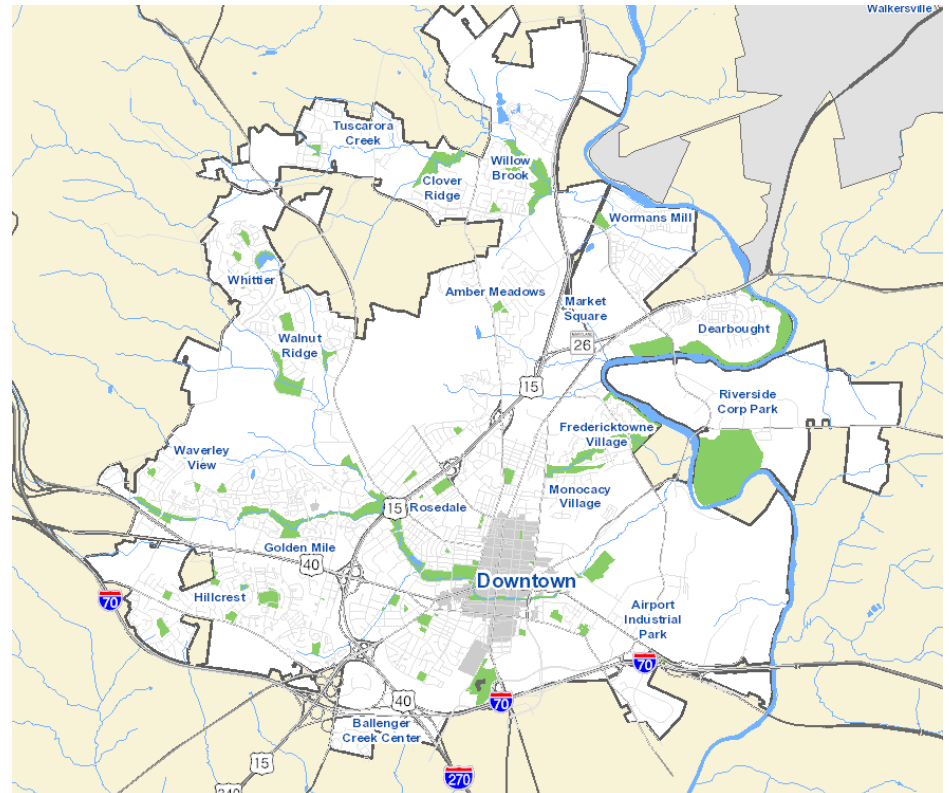 Walkersville
Tuscarora
Creek
Willow
Brook
Clover
Ridge
Wormans Mill
Whittier
Amber Meadows
Market
Square
Dearbought
MARYLAND
26
Walnut
Ridge
15
Riverside
Corp Park
Fredericktowne
Village
Waverley
View
Monocacy
Village
15
Rosedale
Golden Mile
40
Downtown
Hillcrest
70
Airport
Industrial
Park
70
40
70
Ballenger
Creek Center
15
270